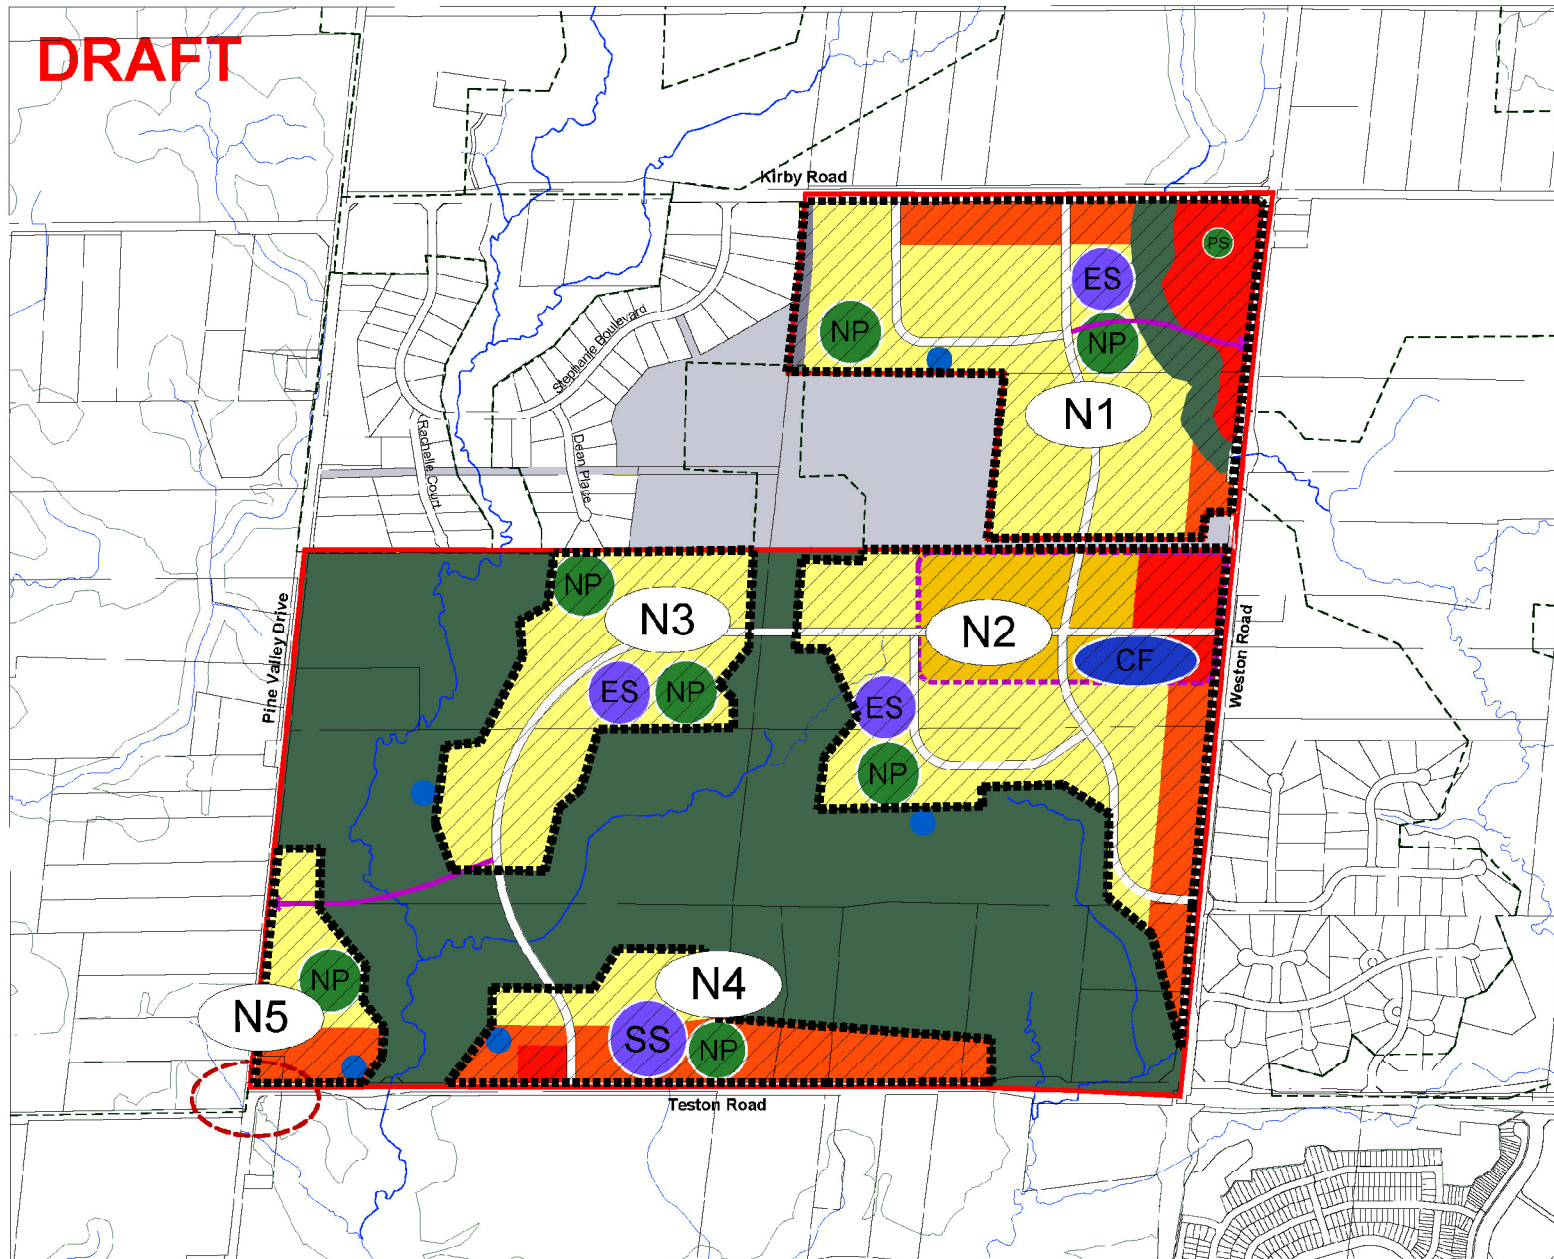 DRAFT
Kirby Road
PS
ES
NP
NP
Stephanie Boulevard
N1
Rachelle Court
Dean Place
NP
N3
N2
Pine Valley Drive
CF
Weston Road
ES
NP
ES
NP
NP
N4
N5
SS
NP
Teston Road